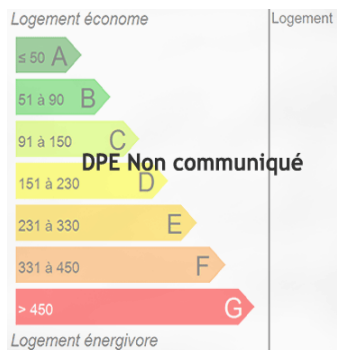 Logement économe
Logement
≤ 50 A
51 à 90 B
91 à 150 C
DPE Non communiqué
151 à 230 D
231 à 330 E
331 à 450 F
> 450 G
Logement énergivore